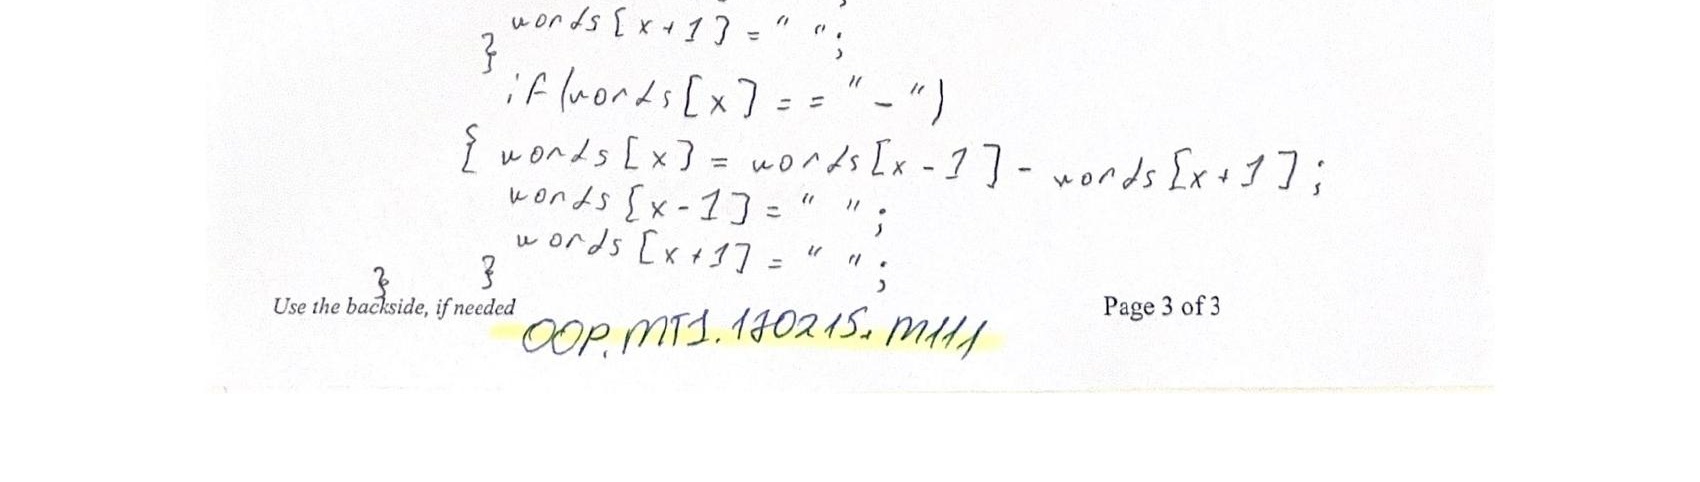 words[x+1]=" ";
}
if(words[x]=="-")
{ words[x]=words[x-1]-words[x+1];
words[x-1]=" ";
words[x+1]=" ";
} }
Use the backside, if needed
Page 3 of 3
OOP.MT1.170215.M111